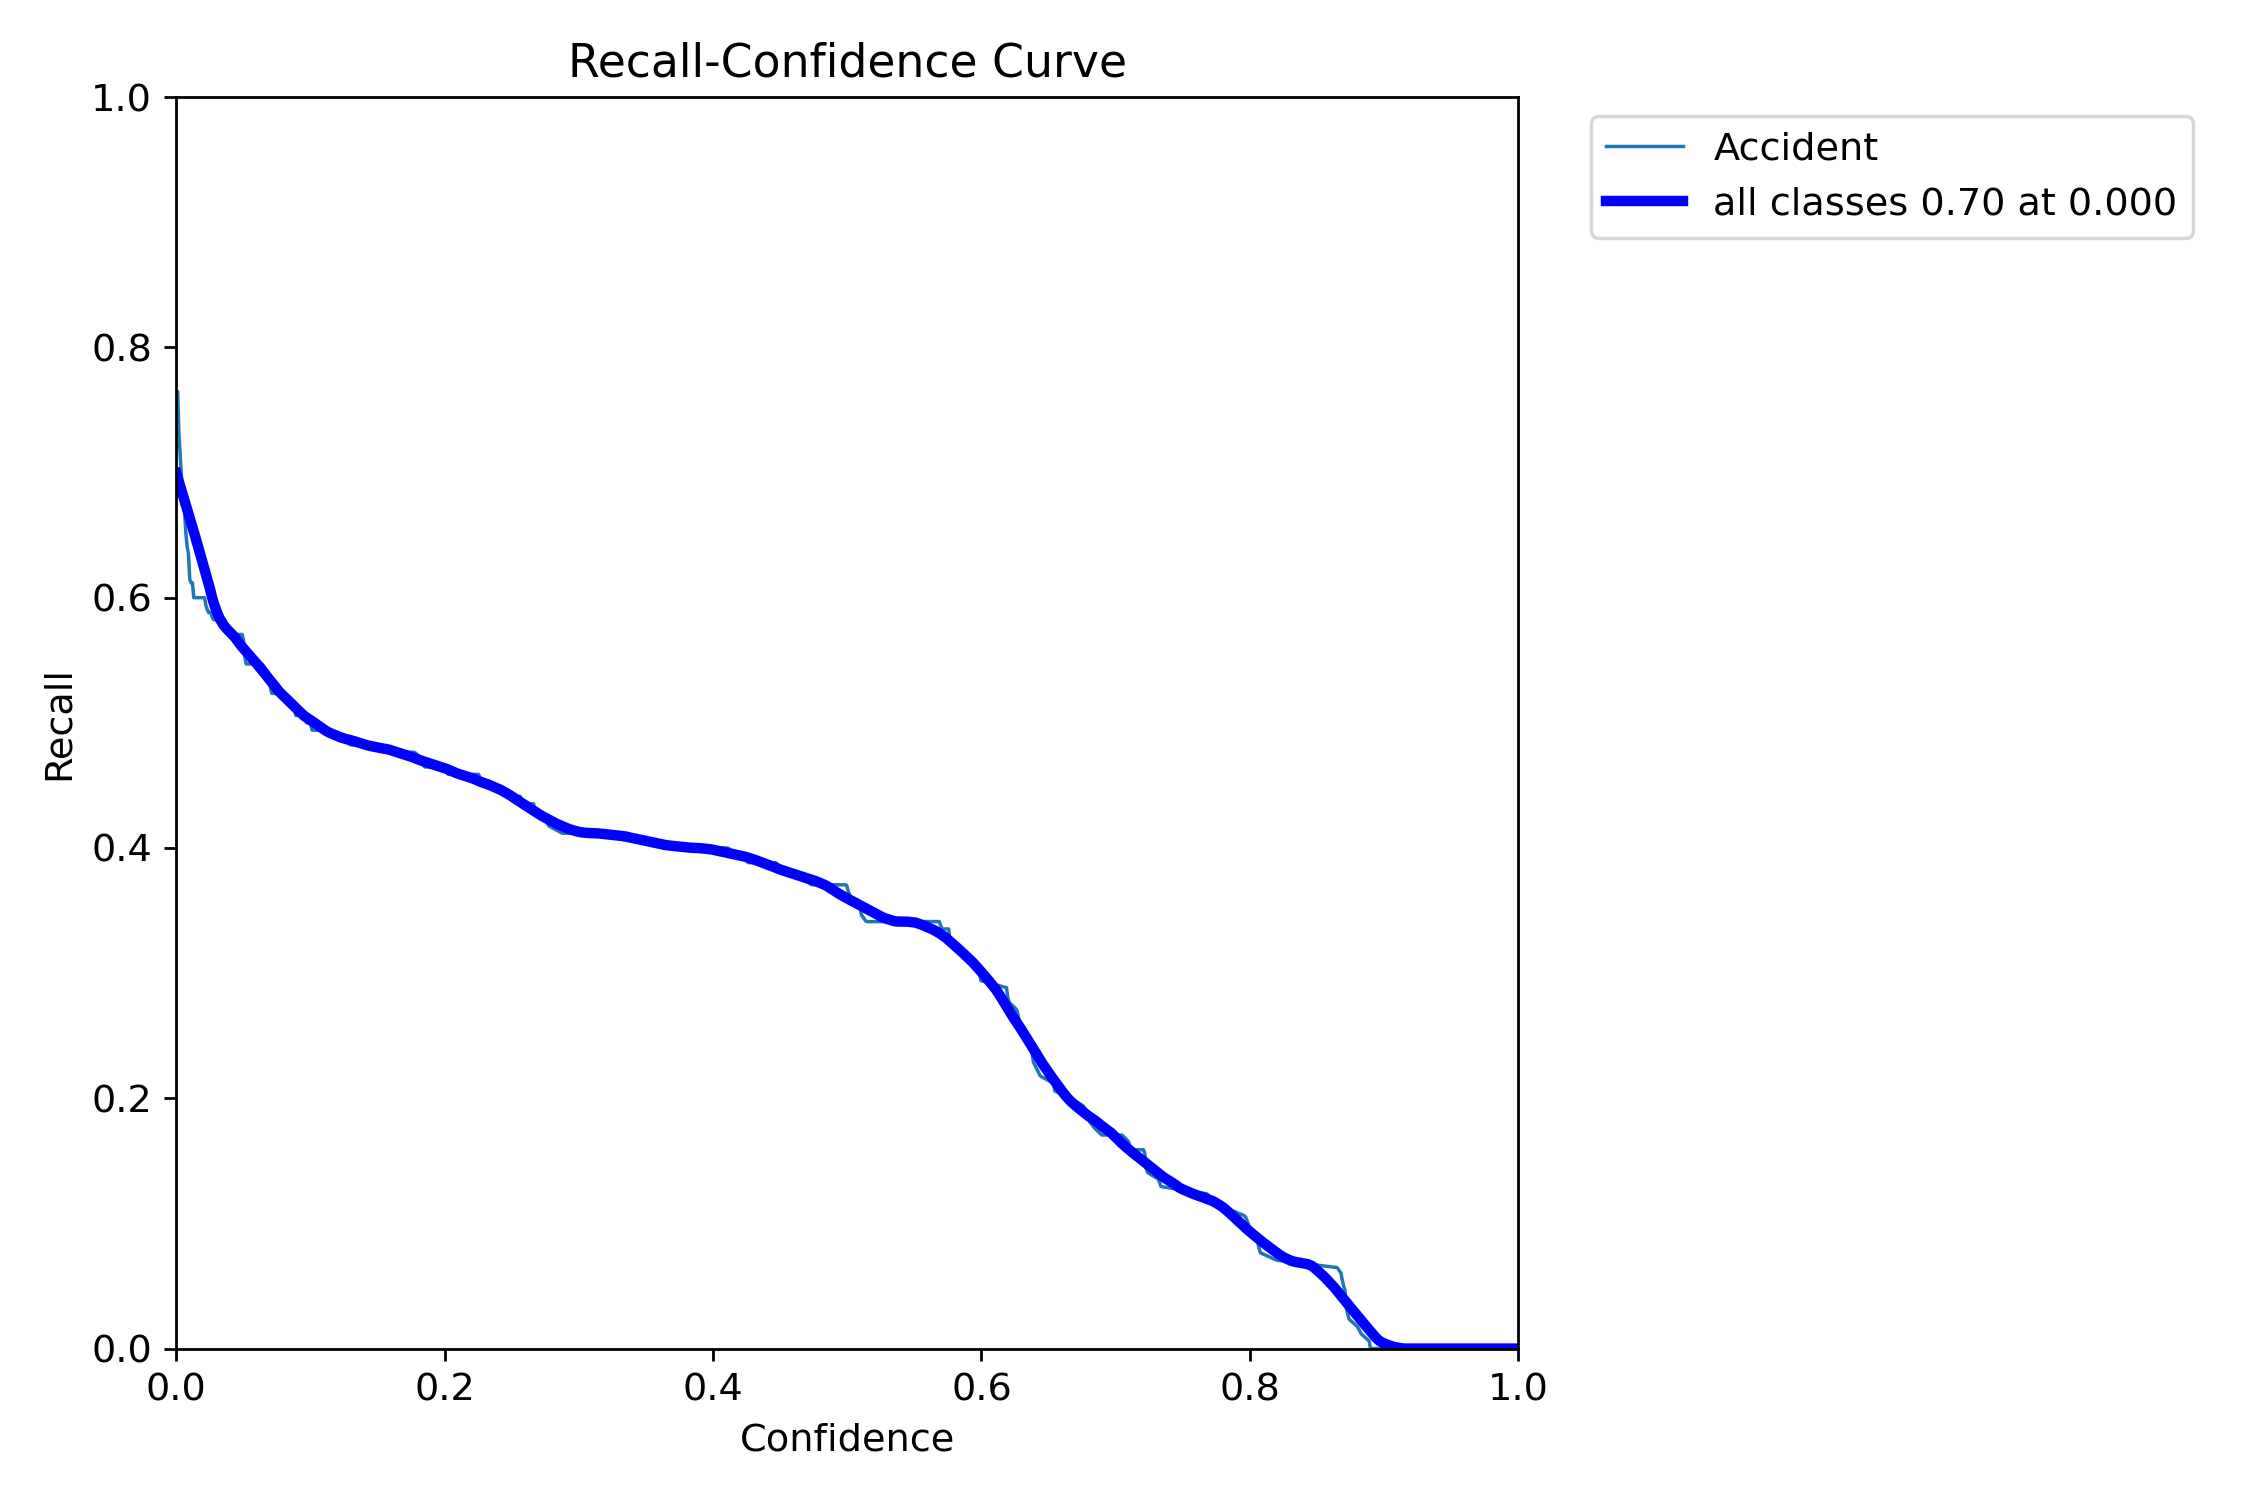 Recall-Confidence Curve
1.0
0.8
0.6
0.4
0.2
0.0
Recall
0.0 0.2 0.4 0.6 0.8 1.0
Confidence
Accident
all classes 0.70 at 0.000